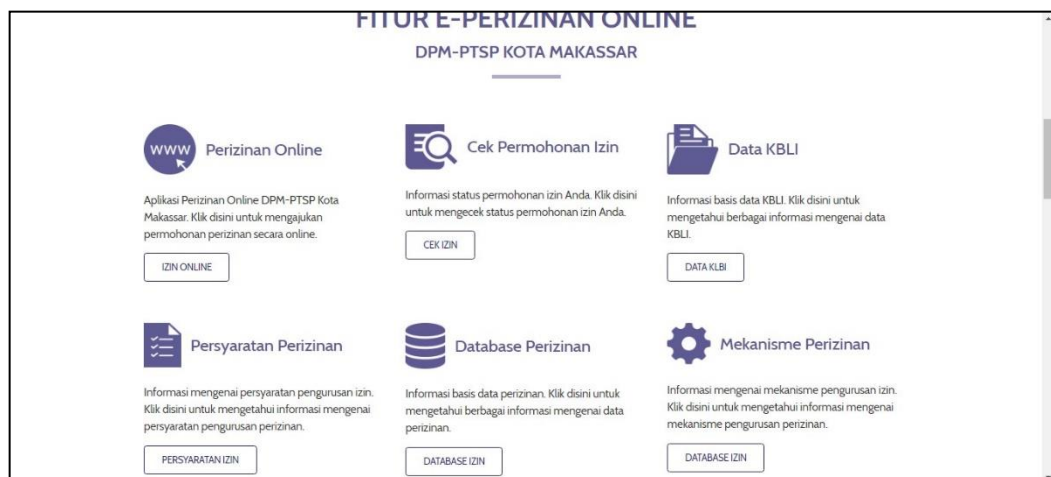 FITUR E-PERIZINAN ONLINE
DPM-PTSP KOTA MAKASSAR
www
Perizinan Online
Aplikasi Perizinan Online DPM-PTSP Kota
Makassar. Klik disini untuk mengajukan
permohonan perizinan secara online.
IZIN ONLINE
Cek Permohonan Izin
Informasi status permohonan izin Anda. Klik disini
untuk mengecek status permohonan izin Anda.
CEK IZIN
Data KBLI
Informasi basis data KBLI. Klik disini untuk
mengetahui berbagai informasi mengenai data
KBLI.
DATA KLBI
Persyaratan Perizinan
Informasi mengenai persyaratan pengurusan izin.
Klik disini untuk mengetahui informasi mengenai
persyaratan pengurusan perizinan.
PERSYARATAN IZIN
Database Perizinan
Informasi basis data perizinan. Klik disini untuk
mengetahui berbagai informasi mengenai data
perizinan.
DATABASE IZIN
Mekanisme Perizinan
Informasi mengenai mekanisme pengurusan izin.
Klik disini untuk mengetahui informasi mengenai
mekanisme pengurusan perizinan.
DATABASE IZIN